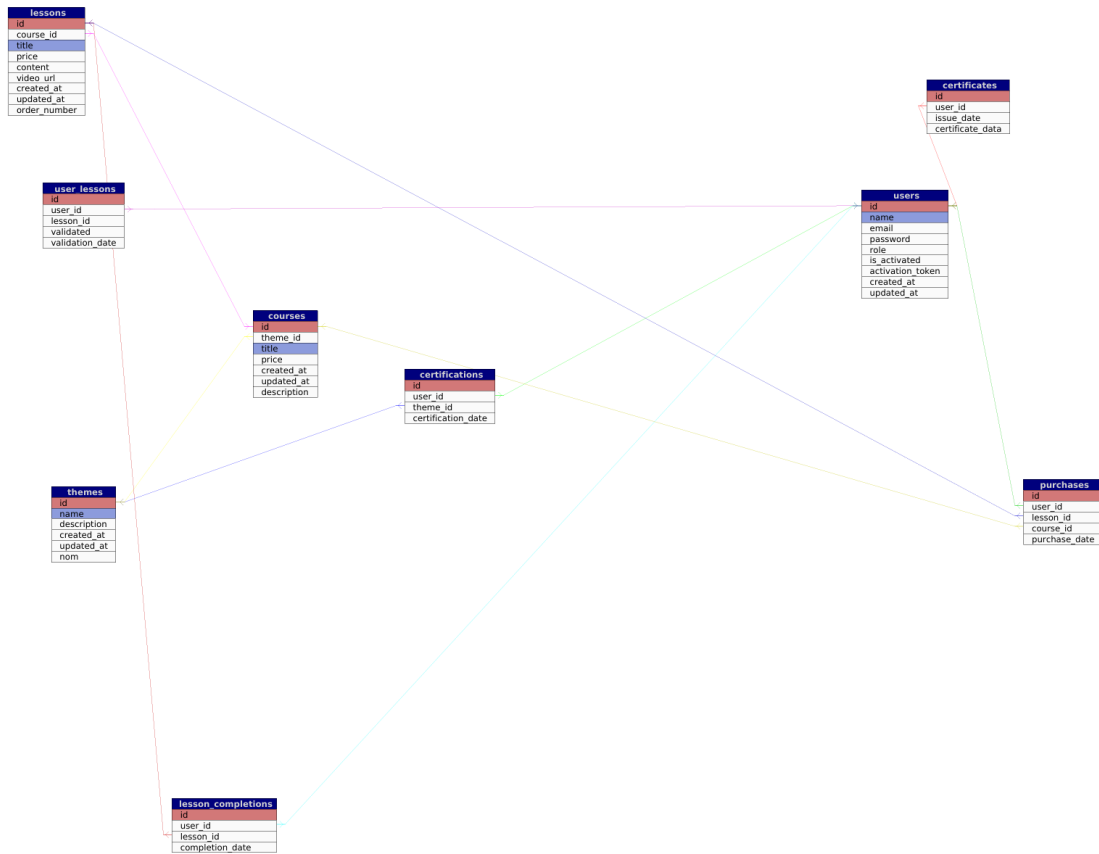 lessons
id
course_id
title
price
content
video_url
created_at
updated_at
order_number
certificates
id
user_id
issue_date
certificate_data
user_lessons
id
user_id
lesson_id
validated
validation_date
users
id
name
email
password
role
is_activated
activation_token
created_at
updated_at
courses
id
theme_id
title
price
created_at
updated_at
description
certifications
id
user_id
theme_id
certification_date
themes
id
name
description
created_at
updated_at
nom
purchases
id
user_id
lesson_id
course_id
purchase_date
lesson_completions
id
user_id
lesson_id
completion_date